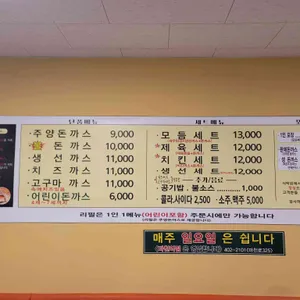 단품메뉴
주양돈까스 9,000
돈까스 10,000
생선까스 11,000
치즈까스 11,000
고구마까스 11,000
어린이돈까스 6,000
세트메뉴
모듬세트 13,000
제육세트 12,000
치킨세트 12,000
생선세트 12,000
추가/음료
공기밥·불소스 1,000
콜라.사이다 2,500 · 소주.맥주 5,000
리필은 1인 1메뉴(어린이포함) 주문시에만 가능합니다
매주 일요일은 쉽니다